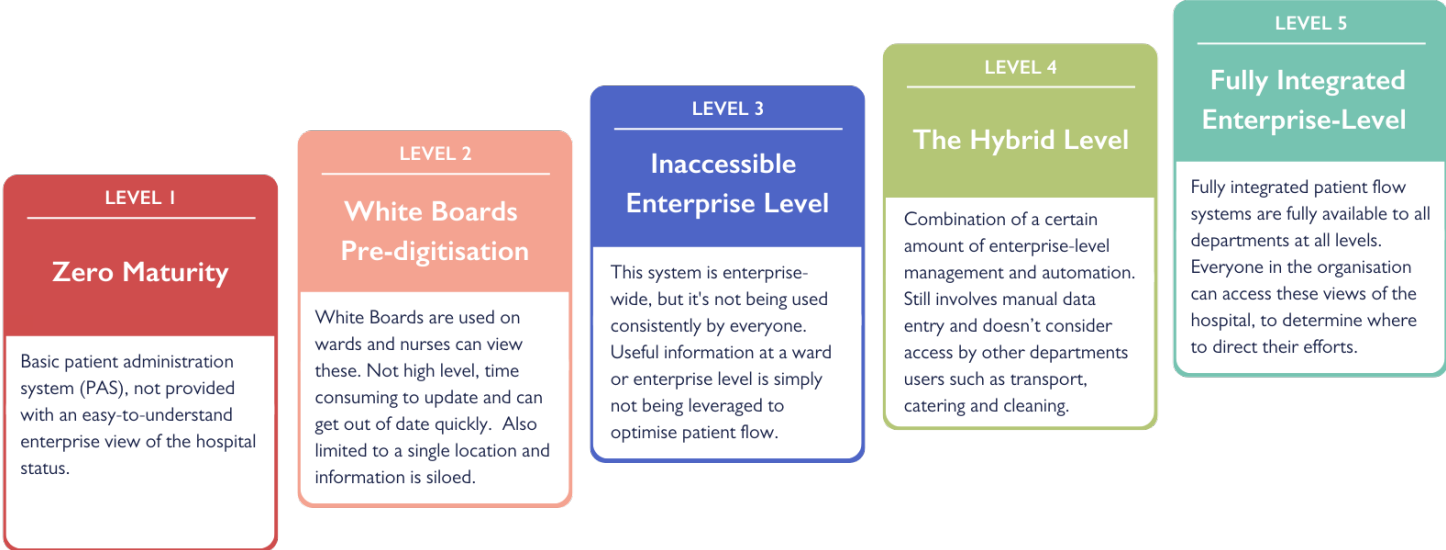 LEVEL 1
Zero Maturity
Basic patient administration
system (PAS), not provided
with an easy-to-understand
enterprise view of the hospital
status.
LEVEL 2
White Boards
Pre-digitisation
White Boards are used on
wards and nurses can view
these. Not high level, time
consuming to update and can
get out of date quickly.  Also
limited to a single location and
information is siloed.
LEVEL 3
Inaccessible
Enterprise Level
This system is enterprise-
wide, but it's not being used
consistently by everyone.
Useful information at a ward
or enterprise level is simply
not being leveraged to
optimise patient flow.
LEVEL 4
The Hybrid Level
Combination of a certain
amount of enterprise-level
management and automation.
Still involves manual data
entry and doesn’t consider
access by other departments
users such as transport,
catering and cleaning.
LEVEL 5
Fully Integrated
Enterprise-Level
Fully integrated patient flow
systems are fully available to all
departments at all levels.
Everyone in the organisation
can access these views of the
hospital, to determine where
to direct their efforts.